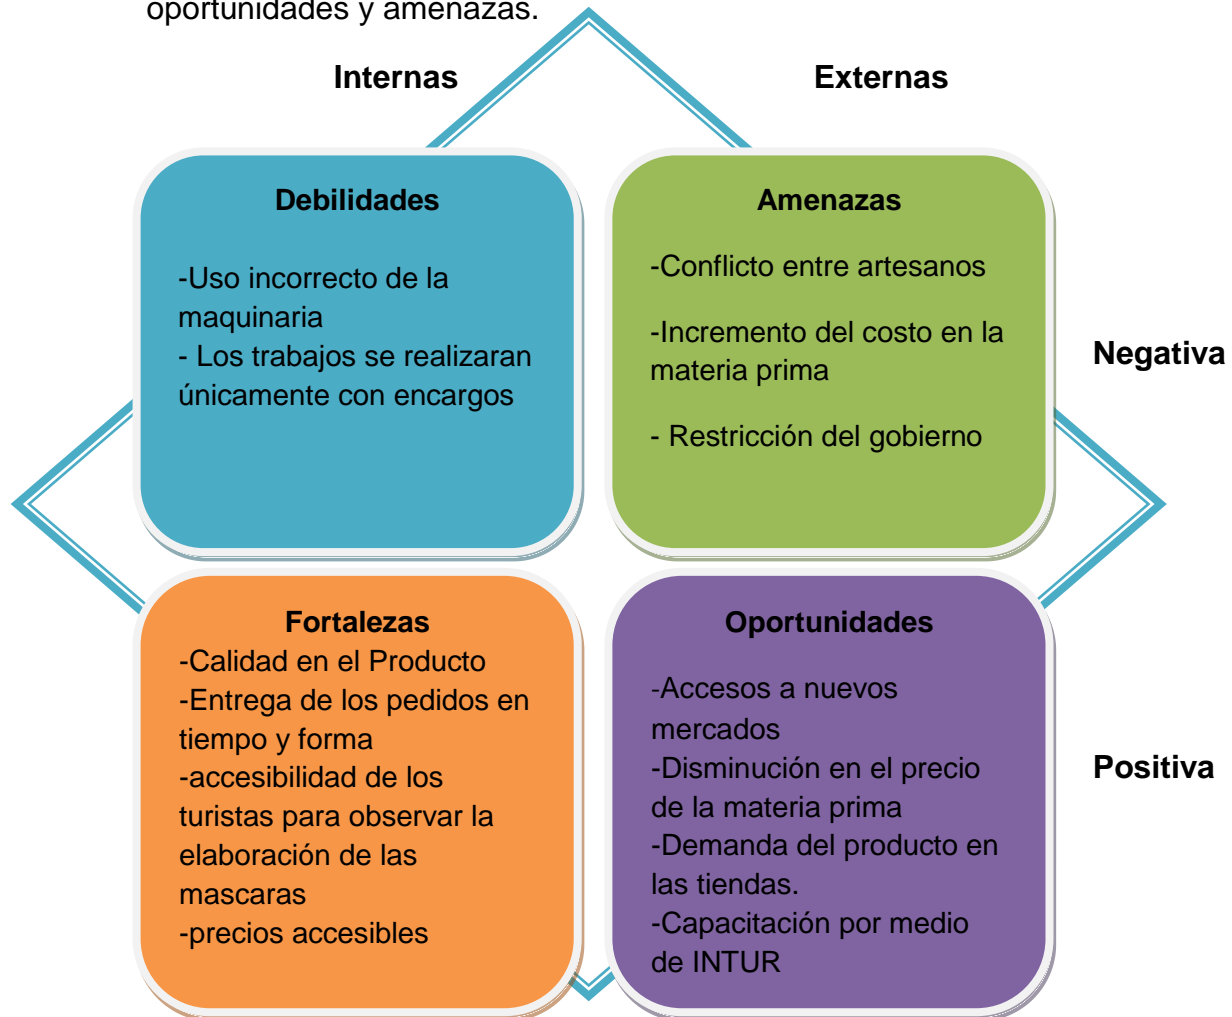 oportunidades y amenazas.
Internas
Externas
Debilidades
-Uso incorrecto de la
maquinaria
- Los trabajos se realizaran
únicamente con encargos
Amenazas
-Conflicto entre artesanos
-Incremento del costo en la
materia prima
- Restricción del gobierno
Negativa
Fortalezas
-Calidad en el Producto
-Entrega de los pedidos en
tiempo y forma
-accesibilidad de los
turistas para observar la
elaboración de las
mascaras
-precios accesibles
Oportunidades
-Accesos a nuevos
mercados
-Disminución en el precio
de la materia prima
-Demanda del producto en
las tiendas.
-Capacitación por medio
de INTUR
Positiva